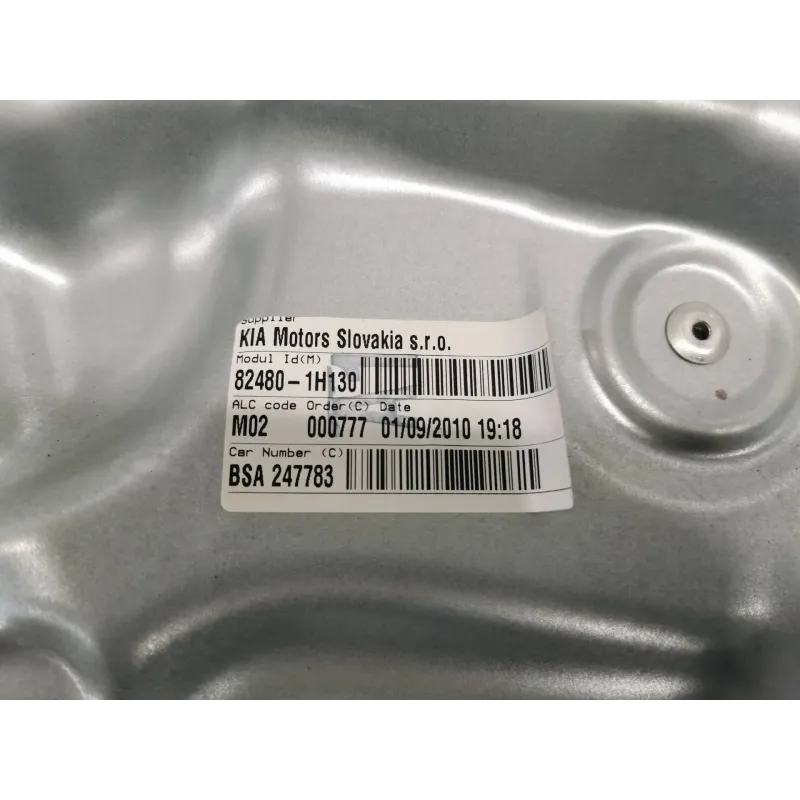 Supplier
KIA Motors Slovakia s.r.o.
Modul Id(M)
82480-1H130
ALC code Order(C) Date
M02 000777 01/09/2010 19:18
Car Number (C)
BSA 247783